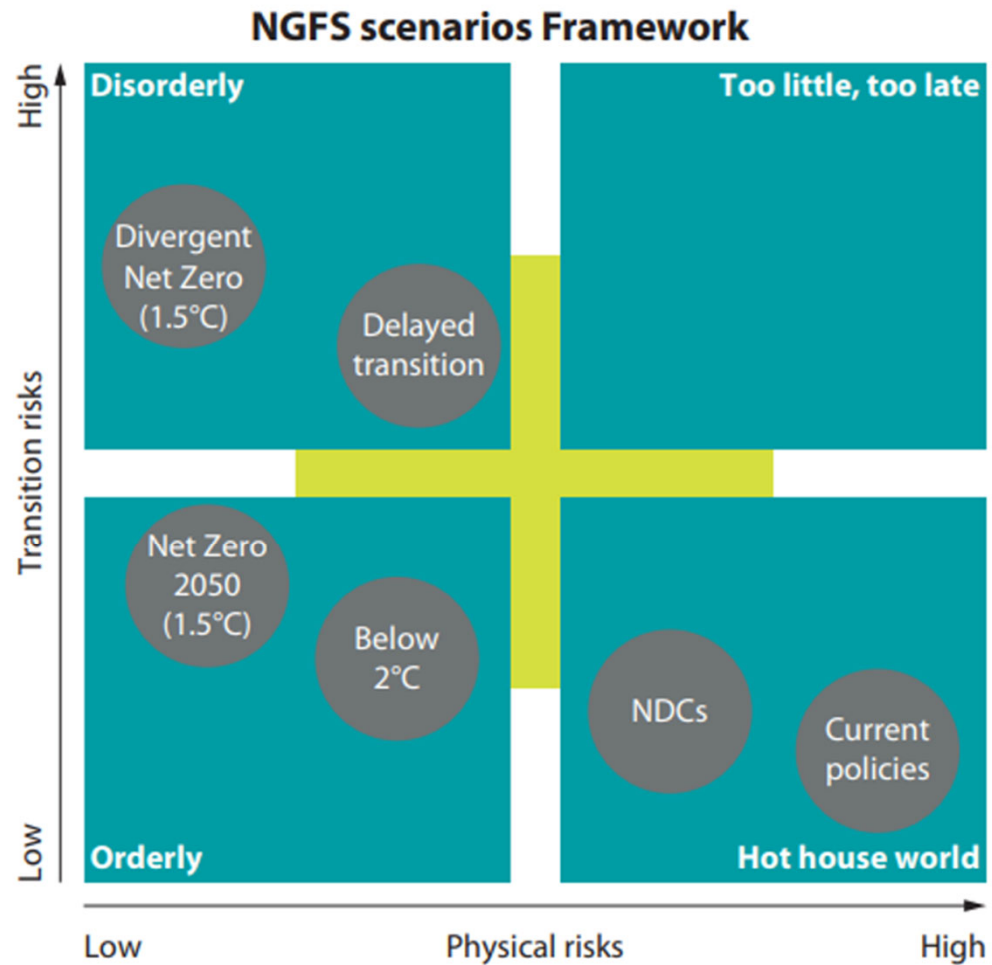 NGFS scenarios Framework
High
Transition risks
Low
Disorderly
Too little, too late
Divergent
Net Zero
(1.5°C)
Delayed
transition
Net Zero
2050
(1.5°C)
Below
2°C
NDCs
Current
policies
Orderly
Hot house world
Low
Physical risks
High